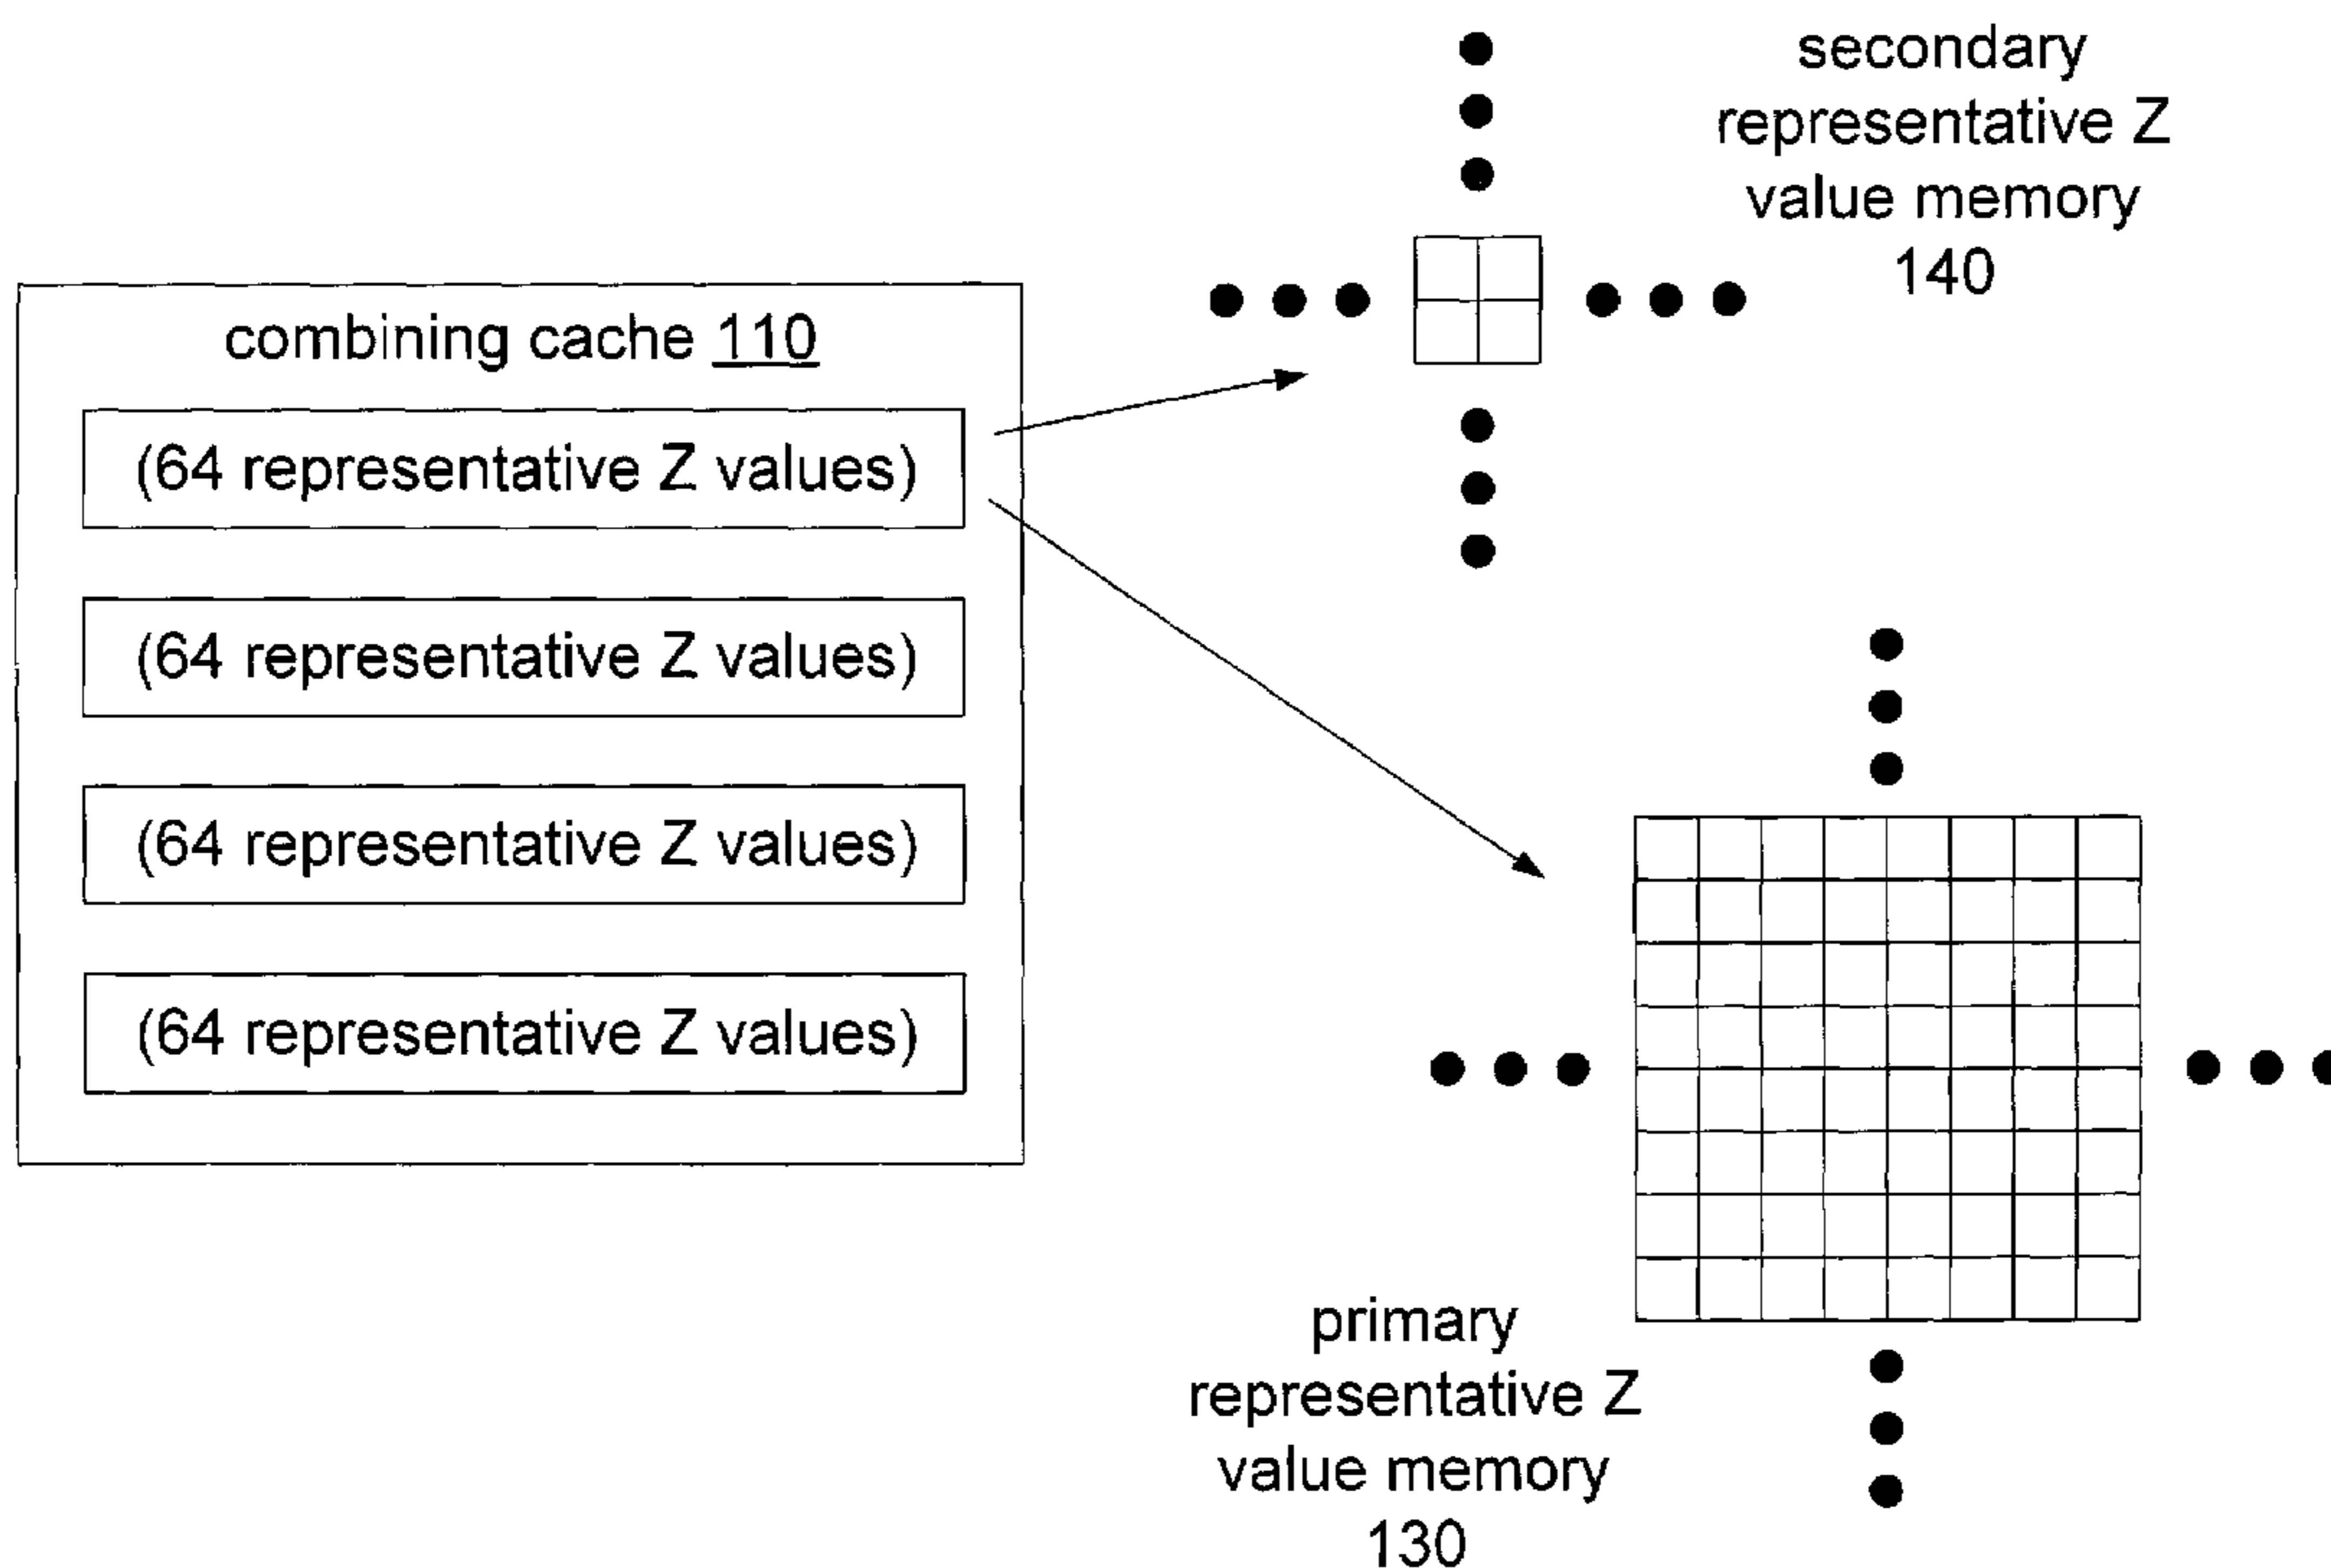 secondary
representative Z
value memory
140
combining cache 110
(64 representative Z values)
(64 representative Z values)
(64 representative Z values)
(64 representative Z values)
primary
representative Z
value memory
130